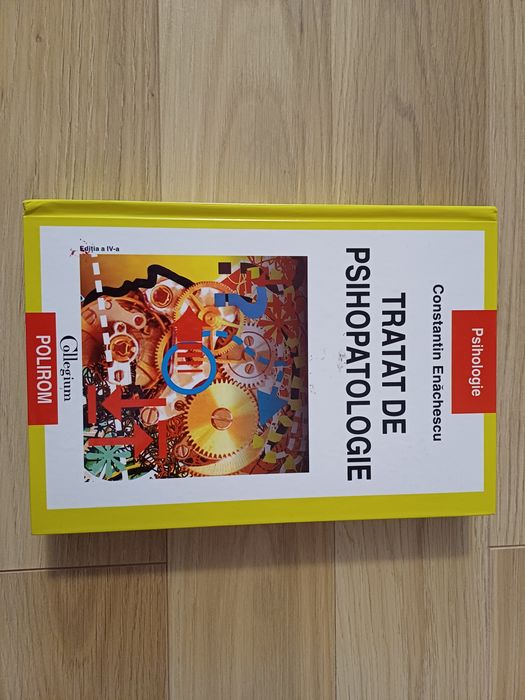 Psihologie
Constantin Enăchescu
TRATAT DE
PSIHOPATOLOGIE
Ediția a IV-a
Collegium
POLIROM